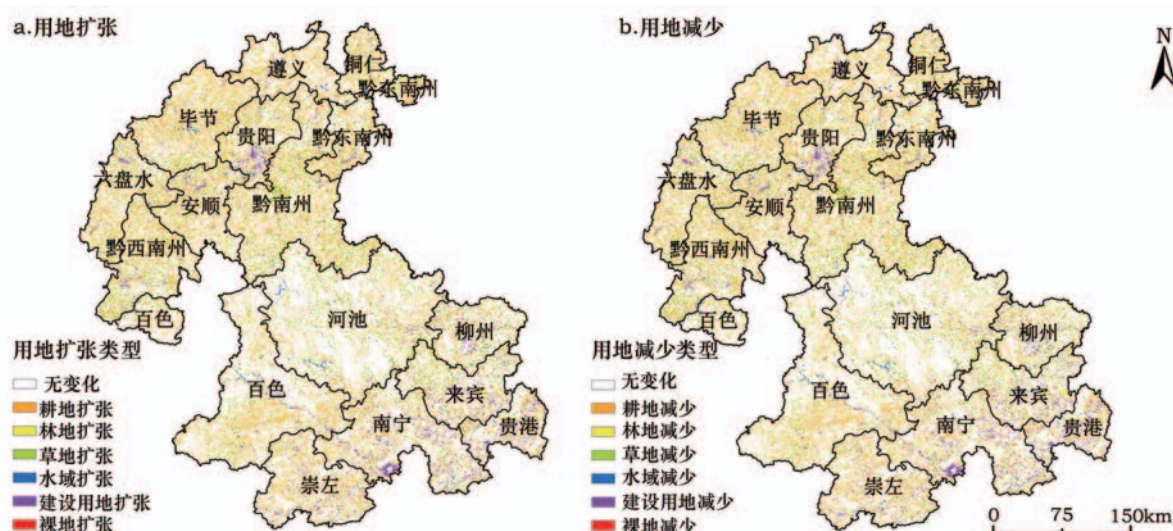 a.用地扩张
遵义
铜仁
黔东南州
毕节
贵阳
黔东南州
六盘水
安顺
黔南州
黔西南州
百色
河池
柳州
百色
来宾
南宁
贵港
崇左
用地扩张类型
无变化
耕地扩张
林地扩张
草地扩张
水域扩张
建设用地扩张
裸地扩张
b.用地减少
N
遵义
铜仁
黔东南州
毕节
贵阳
黔东南州
六盘水
安顺
黔南州
黔西南州
百色
河池
柳州
百色
来宾
南宁
贵港
崇左
用地减少类型
无变化
耕地减少
林地减少
草地减少
水域减少
建设用地减少
裸地减少
0 75 150km